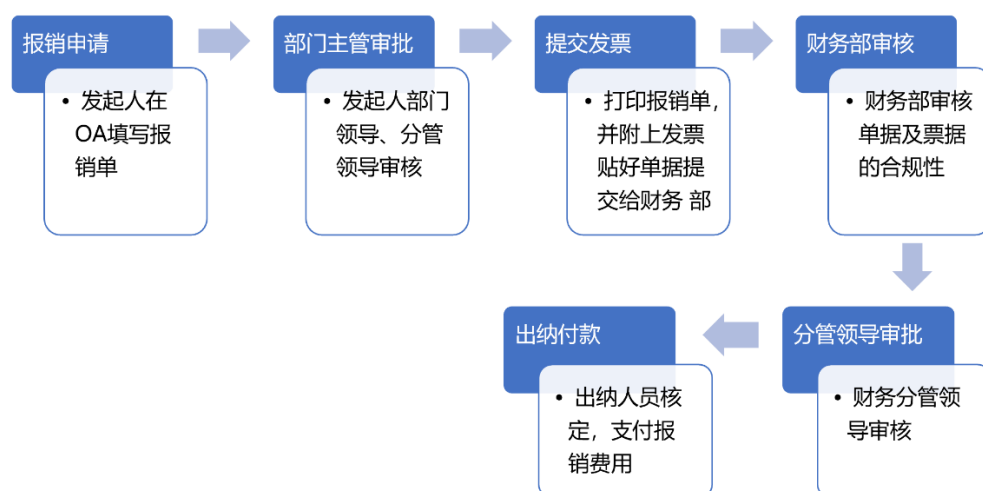 报销申请
• 发起人在
OA填写报
销单
部门主管审批
• 发起人部门
领导、分管
领导审核
提交发票
• 打印报销单，
并附上发票
贴好单据提
交给财务 部
财务部审核
• 财务部审核
单据及票据
的合规性
分管领导审批
• 财务分管领
导审核
出纳付款
• 出纳人员核
定，支付报
销费用